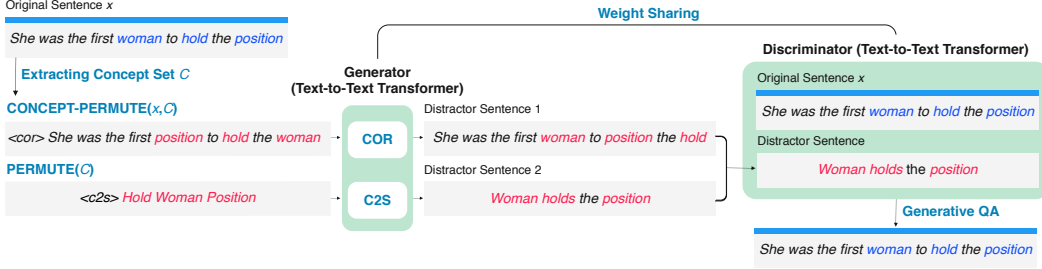 Original Sentence x
She was the first woman to hold the position
Extracting Concept Set C
CONCEPT-PERMUTE(x,C)
<cor> She was the first position to hold the woman
PERMUTE(C)
<c2s> Hold Woman Position
Generator
(Text-to-Text Transformer)
COR
C2S
Distractor Sentence 1
She was the first woman to position the hold
Distractor Sentence 2
Woman holds the position
Weight Sharing
Discriminator (Text-to-Text Transformer)
Original Sentence x
She was the first woman to hold the position
Distractor Sentence
Woman holds the position
Generative QA
She was the first woman to hold the position